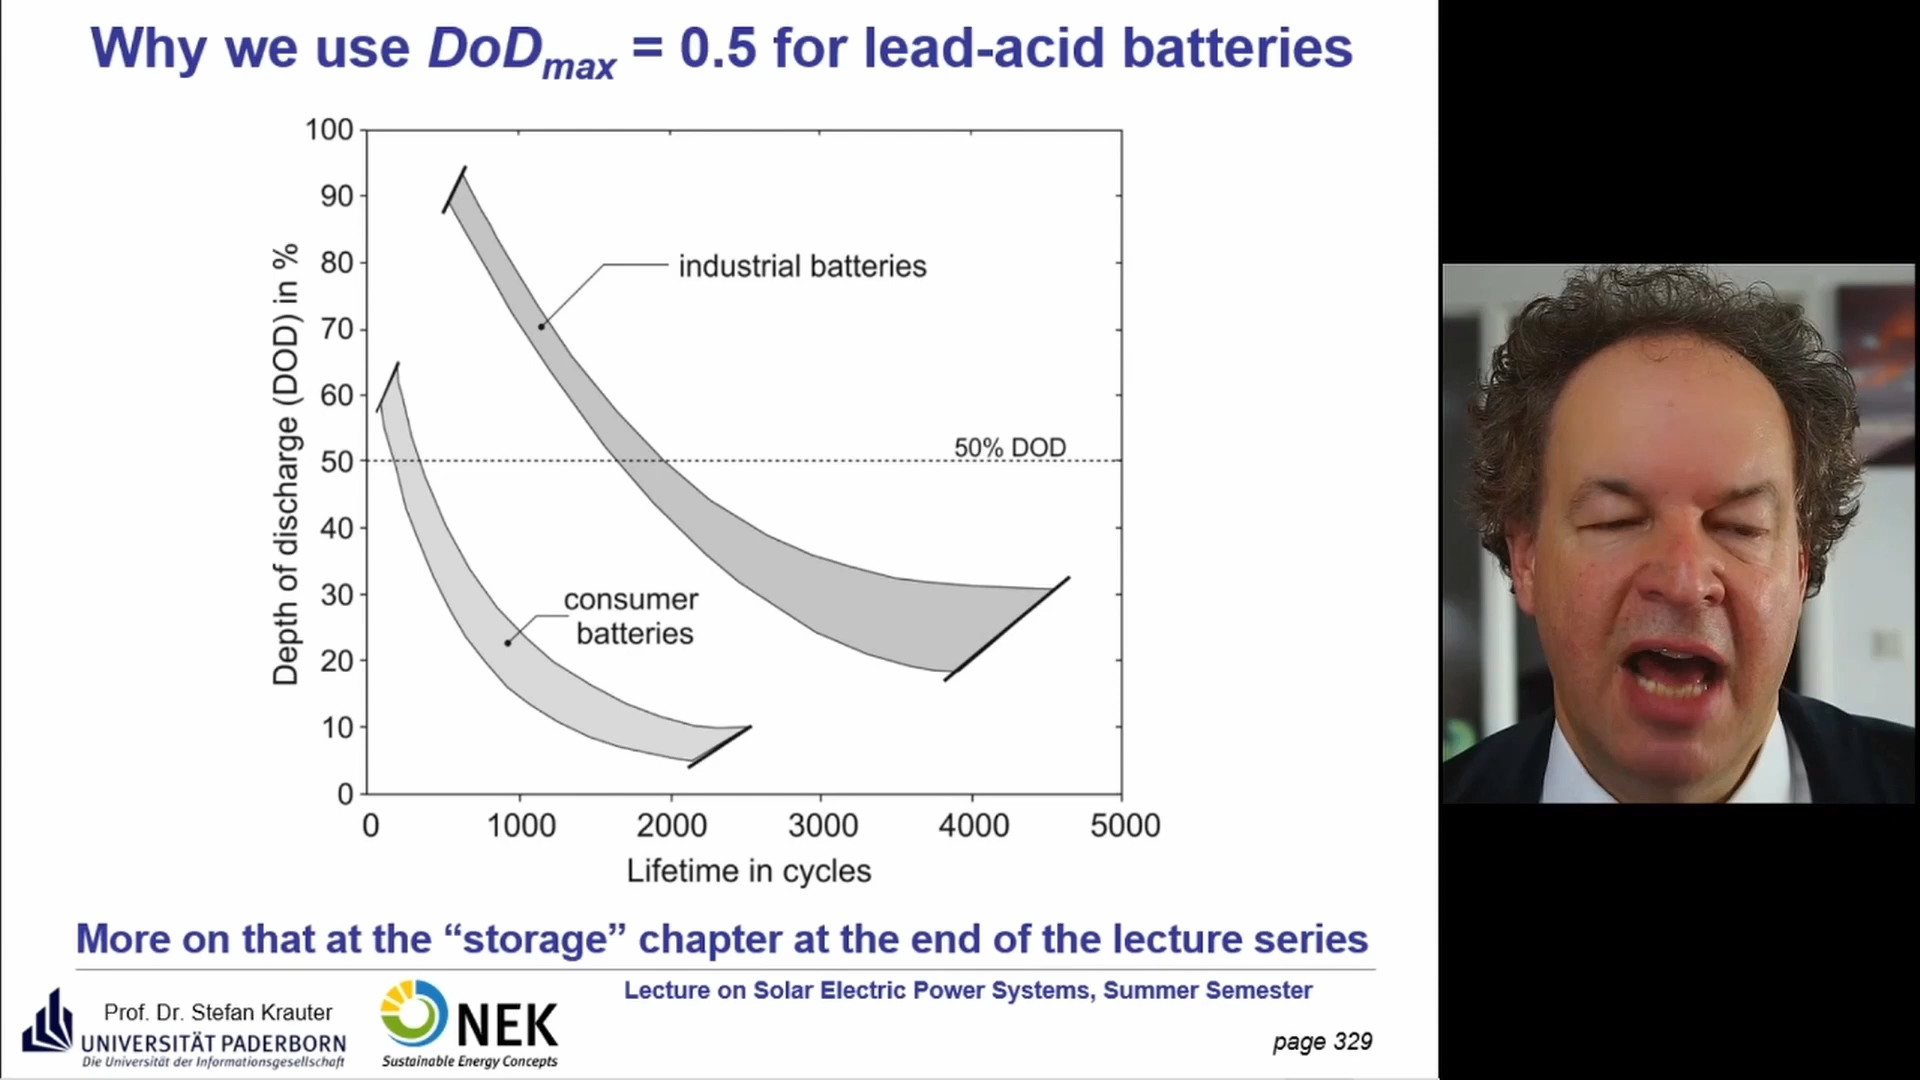 Why we use DoDmax = 0.5 for lead-acid batteries
100
90
80
70
60
50
40
30
20
10
0
Depth of discharge (DOD) in %
industrial batteries
50% DOD
consumer
batteries
0 1000 2000 3000 4000 5000
Lifetime in cycles
More on that at the “storage” chapter at the end of the lecture series
Lecture on Solar Electric Power Systems, Summer Semester
Prof. Dr. Stefan Krauter
UNIVERSITÄT PADERBORN
Die Universität der Informationsgesellschaft
NEK
Sustainable Energy Concepts
page 329